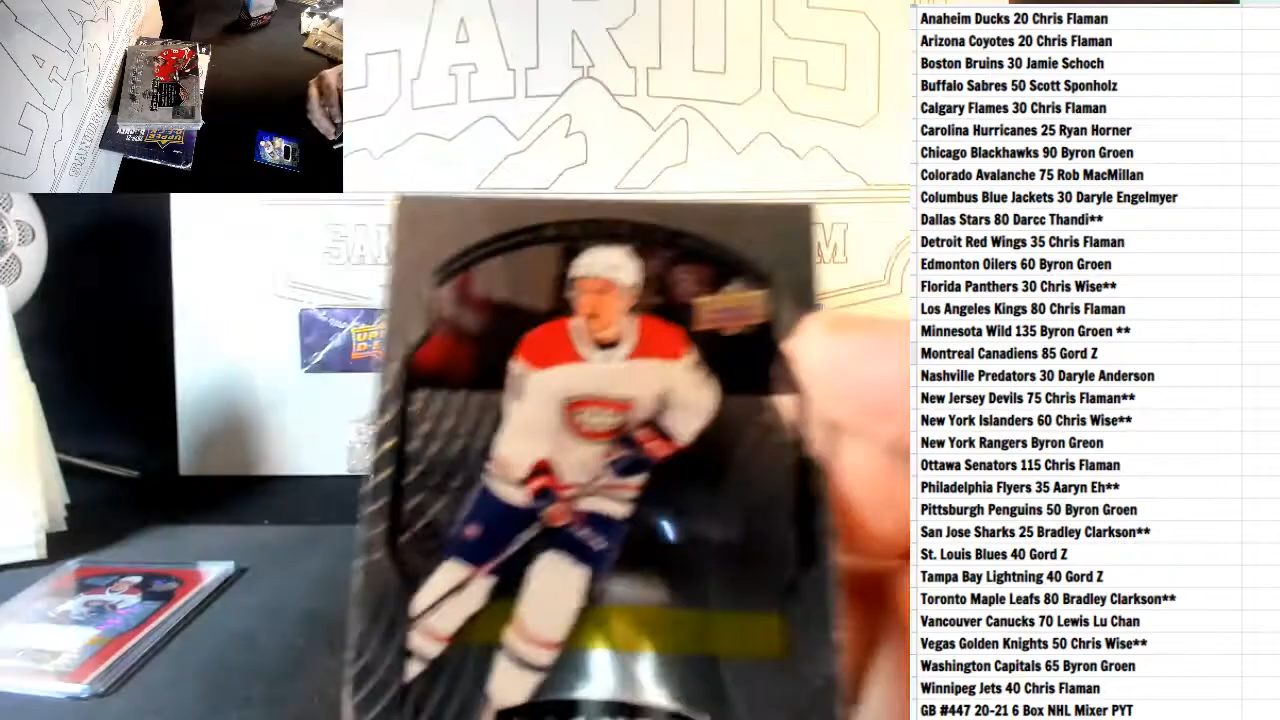 CARDS
UPPER
DECK
HOCKEY
Anaheim Ducks 20 Chris Flaman
Arizona Coyotes 20 Chris Flaman
Boston Bruins 30 Jamie Schoch
Buffalo Sabres 50 Scott Sponholz
Calgary Flames 30 Chris Flaman
Carolina Hurricanes 25 Ryan Horner
Chicago Blackhawks 90 Byron Groen
Colorado Avalanche 75 Rob MacMillan
Columbus Blue Jackets 30 Daryle Engelmyer
Dallas Stars 80 Darcc Thandi**
Detroit Red Wings 35 Chris Flaman
Edmonton Oilers 60 Byron Groen
Florida Panthers 30 Chris Wise**
Los Angeles Kings 80 Chris Flaman
Minnesota Wild 135 Byron Groen **
Montreal Canadiens 85 Gord Z
Nashville Predators 30 Daryle Anderson
New Jersey Devils 75 Chris Flaman**
New York Islanders 60 Chris Wise**
New York Rangers Byron Greon
Ottawa Senators 115 Chris Flaman
Philadelphia Flyers 35 Aaryn Eh**
Pittsburgh Penguins 50 Byron Groen
San Jose Sharks 25 Bradley Clarkson**
St. Louis Blues 40 Gord Z
Tampa Bay Lightning 40 Gord Z
Toronto Maple Leafs 80 Bradley Clarkson**
Vancouver Canucks 70 Lewis Lu Chan
Vegas Golden Knights 50 Chris Wise**
Washington Capitals 65 Byron Groen
Winnipeg Jets 40 Chris Flaman
GB #447 20-21 6 Box NHL Mixer PYT